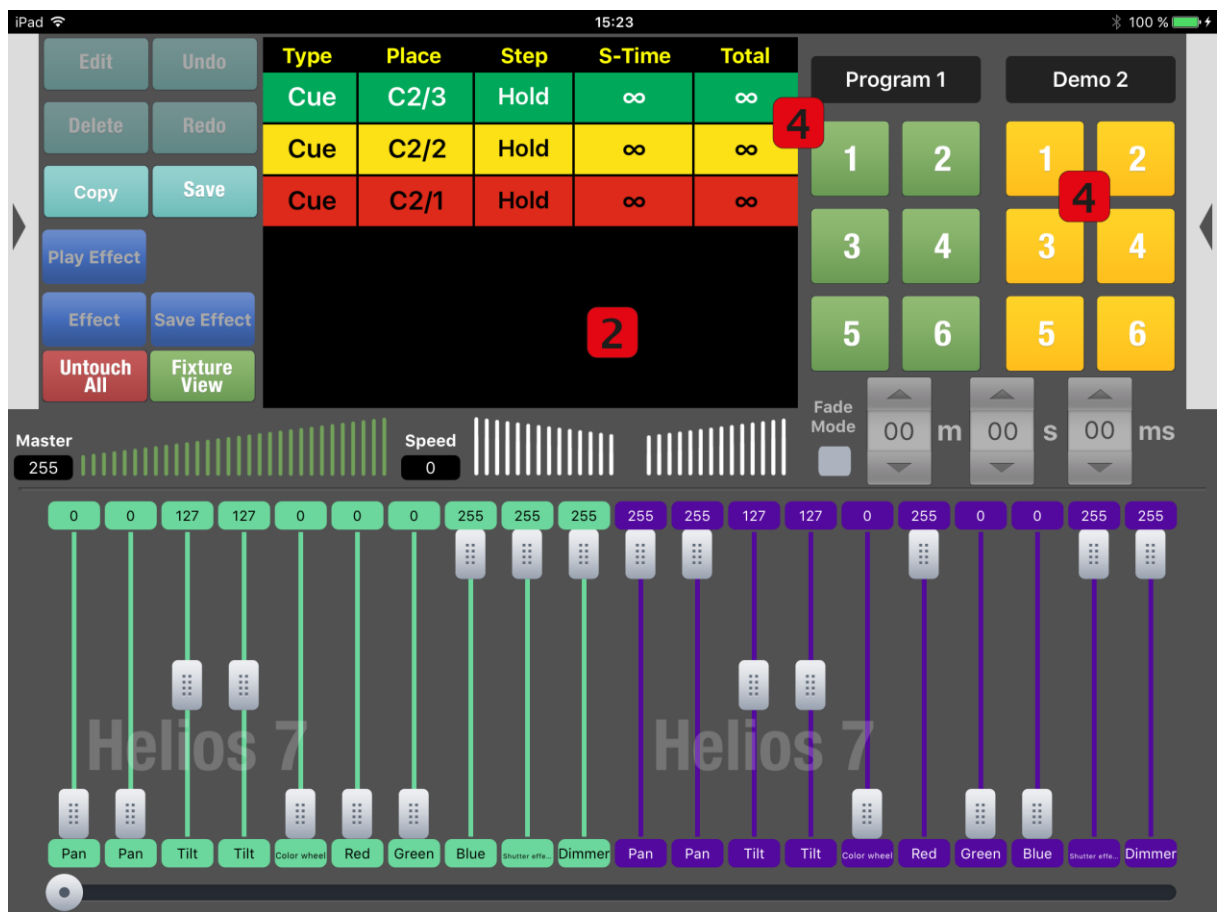 iPad 15:23 100 %
Edit Undo
Delete Redo
Copy Save
Play Effect
Effect Save Effect
Untouch All Fixture View
Type Place Step S-Time Total
Cue C2/3 Hold ∞ ∞
Cue C2/2 Hold ∞ ∞
Cue C2/1 Hold ∞ ∞
2
4
Program 1 Demo 2
1 2 1 2
4
3 4 3 4
5 6 5 6
Fade
Mode
00 m 00 s 00 ms
Master
255
Speed
0
0 0 127 127 0 0 0 255 255 255 255 255 127 127 0 255 0 0 255 255
Helios 7 Helios 7
Pan Pan Tilt Tilt Color wheel Red Green Blue Shutter effe... Dimmer Pan Pan Tilt Tilt Color wheel Red Green Blue Shutter effe... Dimmer